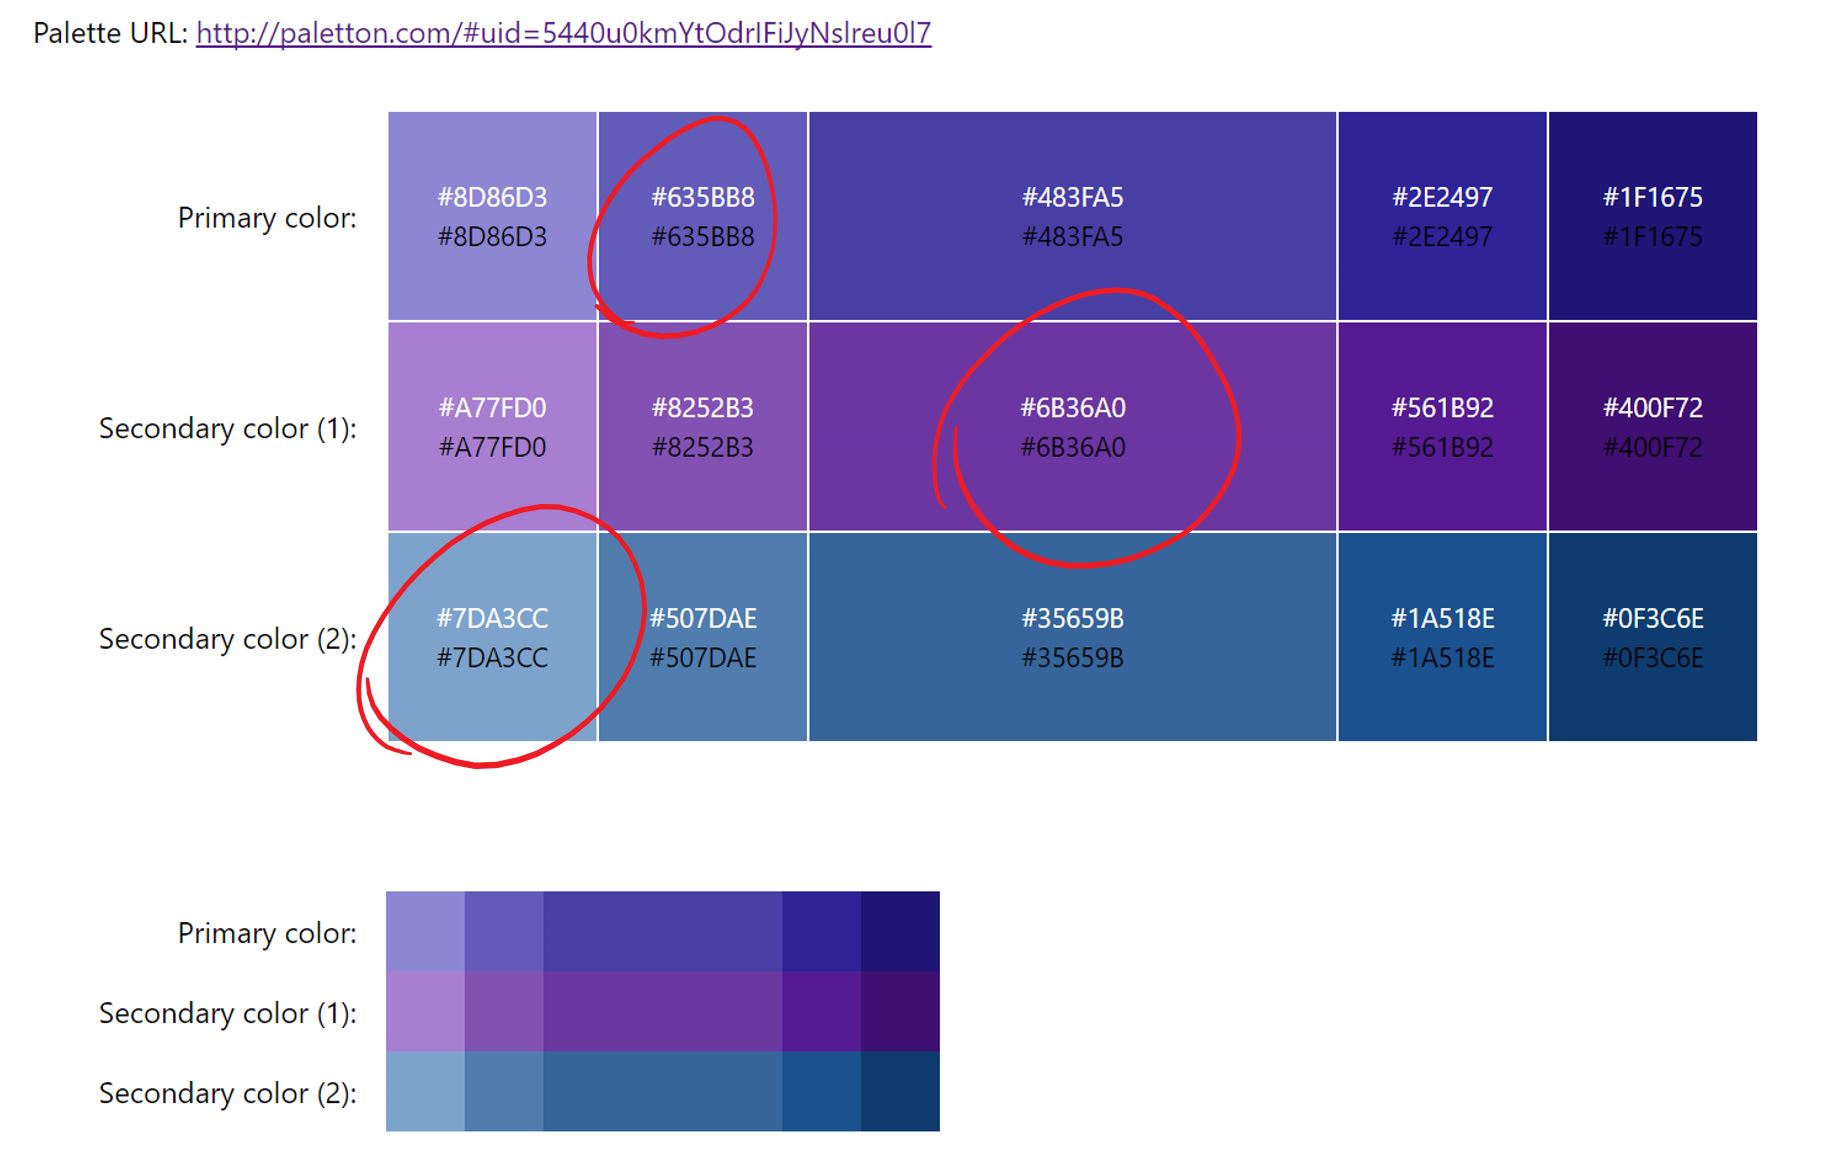 Palette URL: http://paletton.com/#uid=5440u0kmYtOdrIFiJyNslreu0l7
Primary color:
#8D86D3 #635BB8 #483FA5 #2E2497 #1F1675
#8D86D3 #635BB8 #483FA5 #2E2497 #1F1675
Secondary color (1):
#A77FD0 #8252B3 #6B36A0 #561B92 #400F72
#A77FD0 #8252B3 #6B36A0 #561B92 #400F72
Secondary color (2):
#7DA3CC #507DAE #35659B #1A518E #0F3C6E
#7DA3CC #507DAE #35659B #1A518E #0F3C6E
Primary color:
Secondary color (1):
Secondary color (2):